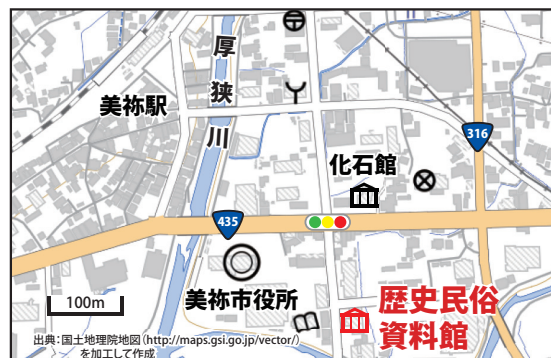 厚狭川
美祢駅
316
化石館
435
美祢市役所
歴史民俗
資料館
100m
出典:国土地理院地図(http://maps.gsi.go.jp/vector/)
を加工して作成